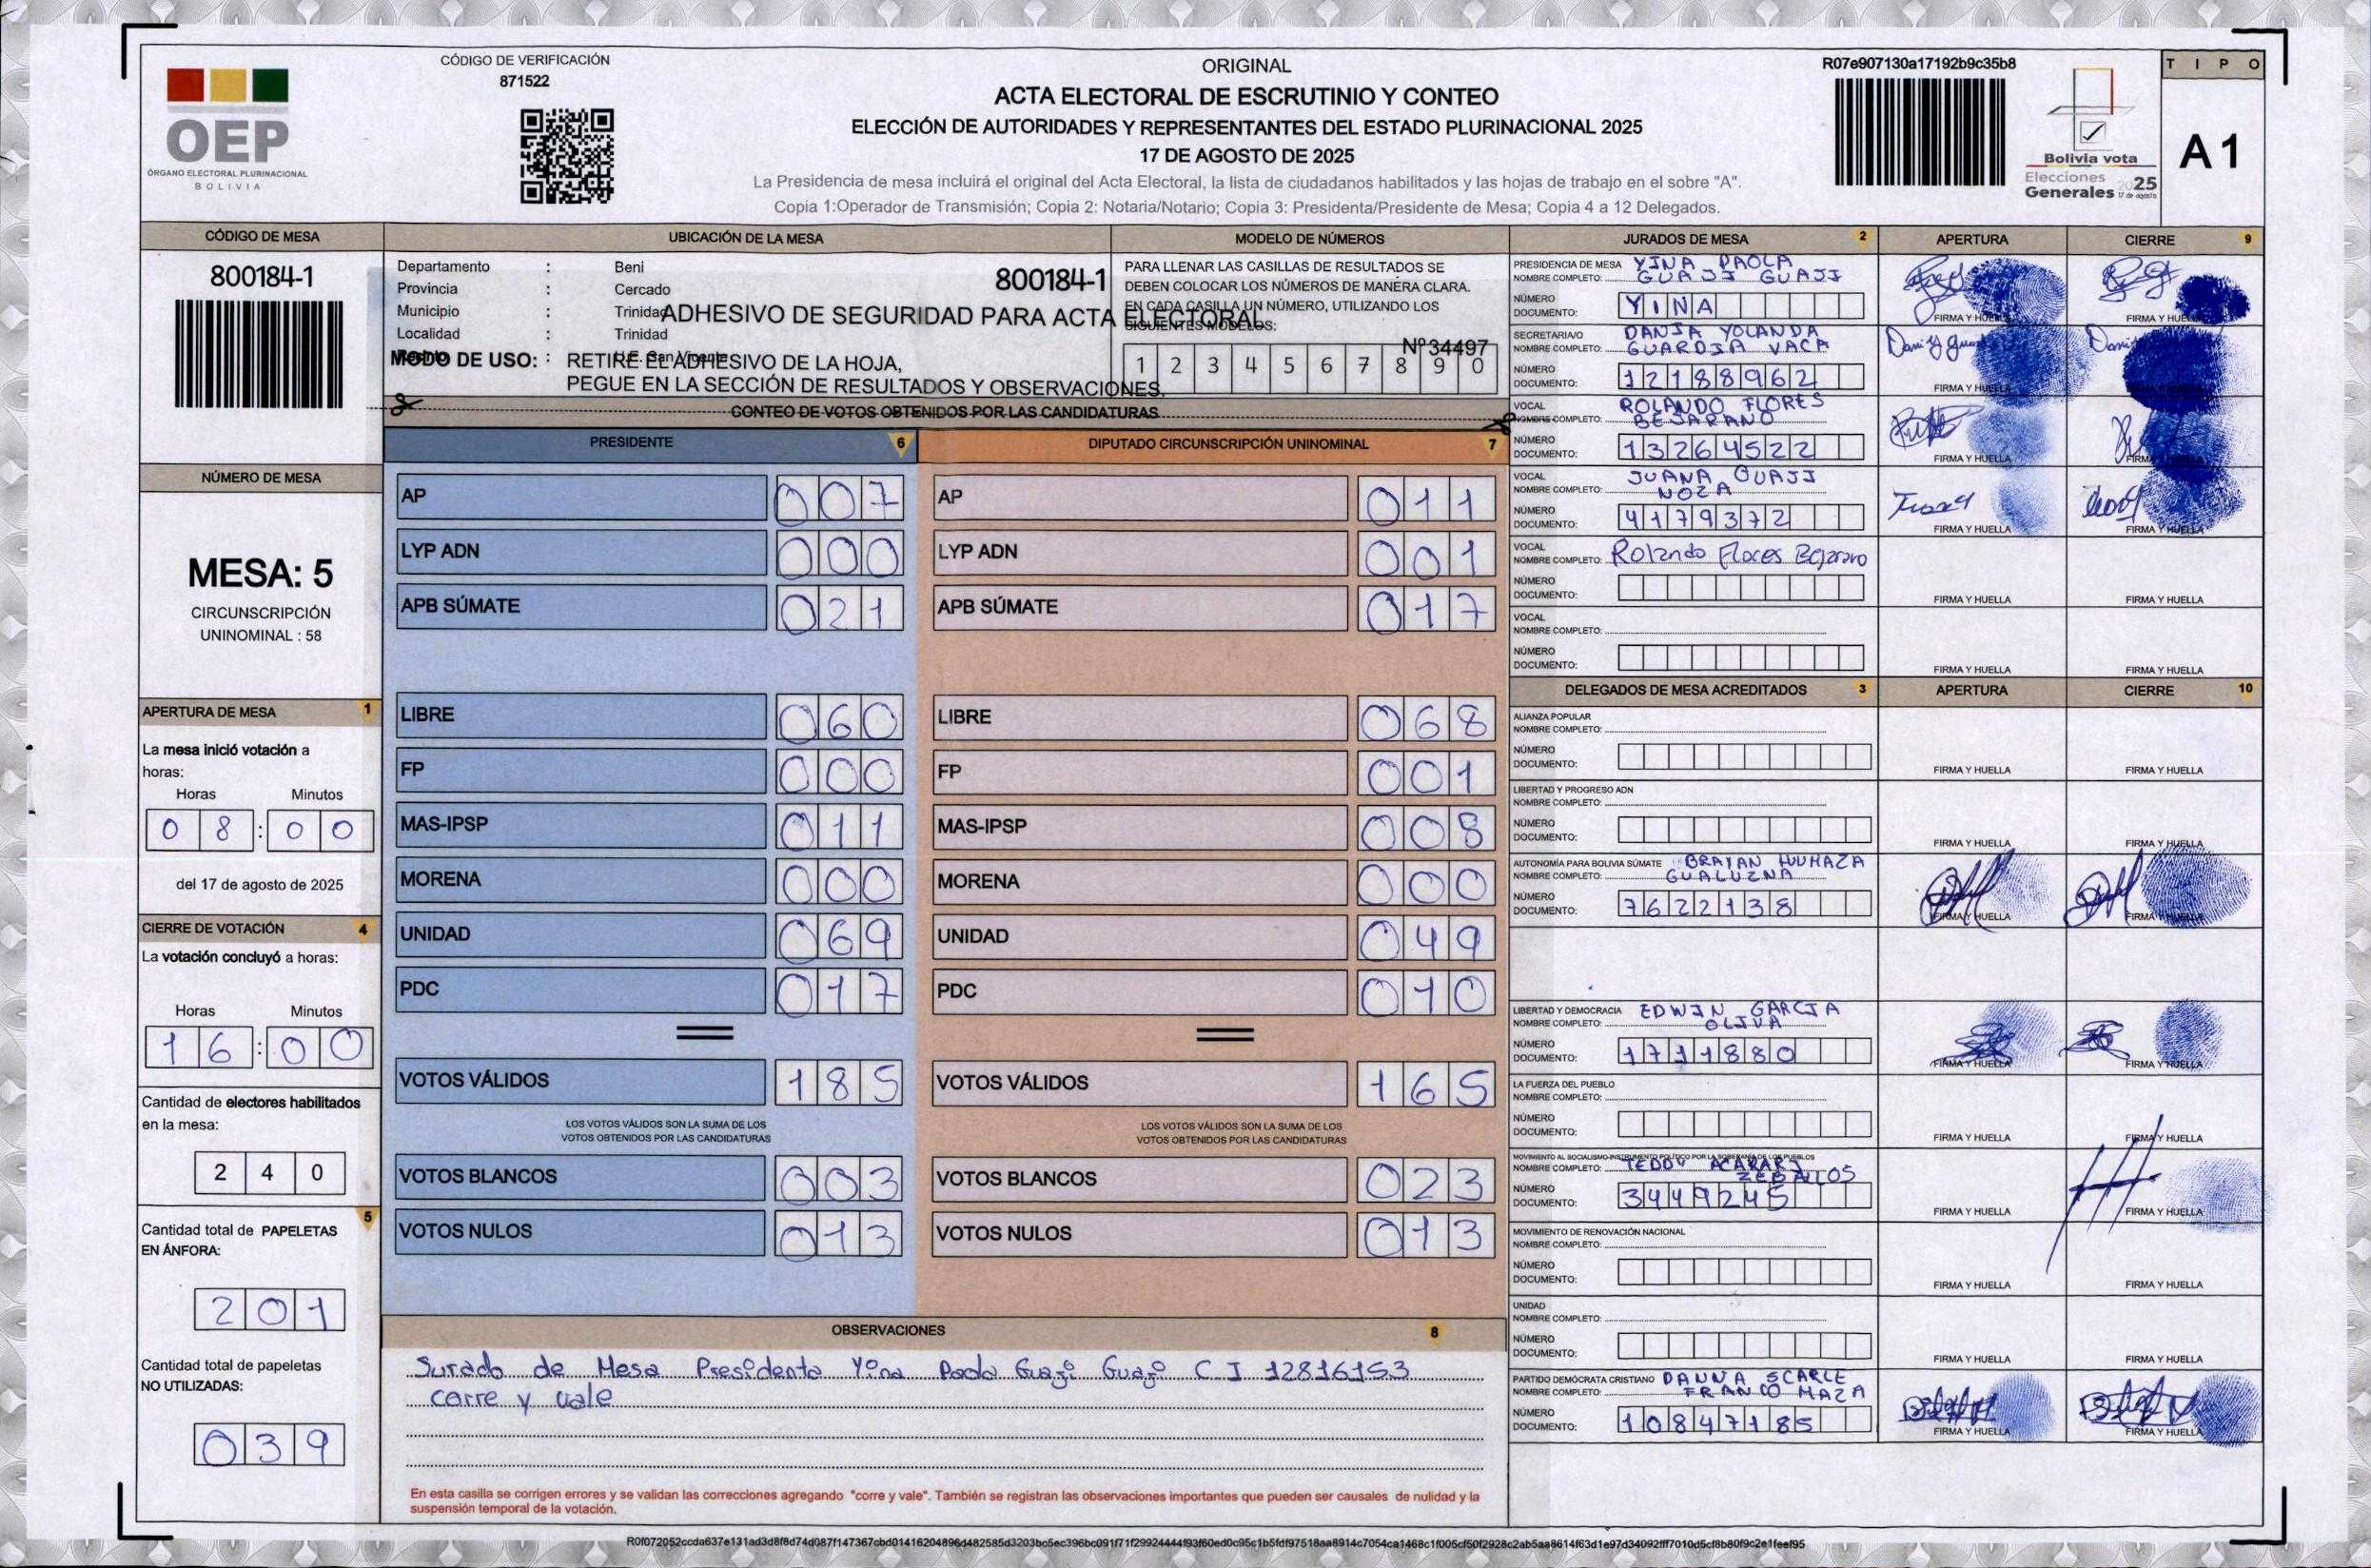 CÓDIGO DE VERIFICACIÓN
871522
OEP
ÓRGANO ELECTORAL PLURINACIONAL
BOLIVIA
ORIGINAL
ACTA ELECTORAL DE ESCRUTINIO Y CONTEO
ELECCIÓN DE AUTORIDADES Y REPRESENTANTES DEL ESTADO PLURINACIONAL 2025
17 DE AGOSTO DE 2025
La Presidencia de mesa incluirá el original del Acta Electoral, la lista de ciudadanos habilitados y las hojas de trabajo en el sobre "A".
Copia 1:Operador de Transmisión; Copia 2: Notaria/Notario; Copia 3: Presidenta/Presidente de Mesa; Copia 4 a 12 Delegados.
R07e907130a17192b9c35b8
Bolivia vota
Elecciones
Generales 2025
17 de agosto
TIPO
A1
CÓDIGO DE MESA
800184-1
NÚMERO DE MESA
MESA: 5
CIRCUNSCRIPCIÓN
UNINOMINAL : 58
APERTURA DE MESA 1
La mesa inició votación a
horas:
Horas Minutos
08:00
del 17 de agosto de 2025
CIERRE DE VOTACIÓN 4
La votación concluyó a horas:
Horas Minutos
16:00
Cantidad de electores habilitados
en la mesa:
240
5
Cantidad total de PAPELETAS
EN ÁNFORA:
201
Cantidad total de papeletas
NO UTILIZADAS:
039
UBICACIÓN DE LA MESA
Departamento : Beni
Provincia : Cercado
Municipio : Trinidad
Localidad : Trinidad
Recinto : U.E. San Vicente
800184-1
ADHESIVO DE SEGURIDAD PARA ACTA ELECTORAL
MODO DE USO: RETIRE EL ADHESIVO DE LA HOJA,
PEGUE EN LA SECCIÓN DE RESULTADOS Y OBSERVACIONES.
Nº34497
MODELO DE NÚMEROS
PARA LLENAR LAS CASILLAS DE RESULTADOS SE
DEBEN COLOCAR LOS NÚMEROS DE MANERA CLARA.
EN CADA CASILLA UN NÚMERO, UTILIZANDO LOS
SIGUIENTES MODELOS:
1 2 3 4 5 6 7 8 9 0
CONTEO DE VOTOS OBTENIDOS POR LAS CANDIDATURAS
PRESIDENTE 6
AP 007
LYP ADN 000
APB SÚMATE 021
LIBRE 060
FP 000
MAS-IPSP 011
MORENA 000
UNIDAD 069
PDC 017
VOTOS VÁLIDOS 185
LOS VOTOS VÁLIDOS SON LA SUMA DE LOS
VOTOS OBTENIDOS POR LAS CANDIDATURAS
VOTOS BLANCOS 003
VOTOS NULOS 013
DIPUTADO CIRCUNSCRIPCIÓN UNINOMINAL 7
AP 011
LYP ADN 001
APB SÚMATE 017
LIBRE 068
FP 001
MAS-IPSP 008
MORENA 000
UNIDAD 049
PDC 010
VOTOS VÁLIDOS 165
LOS VOTOS VÁLIDOS SON LA SUMA DE LOS
VOTOS OBTENIDOS POR LAS CANDIDATURAS
VOTOS BLANCOS 023
VOTOS NULOS 013
OBSERVACIONES 8
Surado de Mesa Presidenta Yina Paola Guaji Guaji C I 12816153
corre y vale
En esta casilla se corrigen errores y se validan las correcciones agregando "corre y vale". También se registran las observaciones importantes que pueden ser causales de nulidad y la
suspensión temporal de la votación.
JURADOS DE MESA 2 APERTURA CIERRE 9
PRESIDENCIA DE MESA YINA PAOLA
NOMBRE COMPLETO: GUAJI GUAJI
NÚMERO
DOCUMENTO: YINA
FIRMA Y HUELLA FIRMA Y HUELLA
SECRETARIA/O DANIA YOLANDA
NOMBRE COMPLETO: GUARDIA VACA
NÚMERO
DOCUMENTO: 12188962
FIRMA Y HUELLA
VOCAL ROLANDO FLORES
NOMBRE COMPLETO: BEJARANO
NÚMERO
DOCUMENTO: 13264522
FIRMA Y HUELLA FIRMA
VOCAL JUANA GUAJI
NOMBRE COMPLETO: NOZA
NÚMERO
DOCUMENTO: 4179372
FIRMA Y HUELLA FIRMA Y HUELLA
VOCAL
NOMBRE COMPLETO: Rolando Flores Bejarano
NÚMERO
DOCUMENTO:
FIRMA Y HUELLA FIRMA Y HUELLA
VOCAL
NOMBRE COMPLETO:
NÚMERO
DOCUMENTO:
FIRMA Y HUELLA FIRMA Y HUELLA
DELEGADOS DE MESA ACREDITADOS 3 APERTURA CIERRE 10
ALIANZA POPULAR
NOMBRE COMPLETO:
NÚMERO
DOCUMENTO:
FIRMA Y HUELLA FIRMA Y HUELLA
LIBERTAD Y PROGRESO ADN
NOMBRE COMPLETO:
NÚMERO
DOCUMENTO:
FIRMA Y HUELLA FIRMA Y HUELLA
AUTONOMÍA PARA BOLIVIA SÚMATE BRAYAN
NOMBRE COMPLETO:
NÚMERO
DOCUMENTO: 7622138
FIRMA Y HUELLA FIRMA Y HUELLA
LIBERTAD Y DEMOCRACIA EDWIN GARCIA
NOMBRE COMPLETO: OLIVA
NÚMERO
DOCUMENTO: 1711880
FIRMA Y HUELLA FIRMA Y HUELLA
LA FUERZA DEL PUEBLO
NOMBRE COMPLETO:
NÚMERO
DOCUMENTO:
FIRMA Y HUELLA FIRMA Y HUELLA
MOVIMIENTO AL SOCIALISMO-INSTRUMENTO POLÍTICO POR LA SOBERANÍA DE LOS PUEBLOS
NOMBRE COMPLETO: TEDDY ZEBALLOS
NÚMERO
DOCUMENTO: 3449245
FIRMA Y HUELLA FIRMA Y HUELLA
MOVIMIENTO DE RENOVACIÓN NACIONAL
NOMBRE COMPLETO:
NÚMERO
DOCUMENTO:
FIRMA Y HUELLA FIRMA Y HUELLA
UNIDAD
NOMBRE COMPLETO:
NÚMERO
DOCUMENTO:
FIRMA Y HUELLA FIRMA Y HUELLA
PARTIDO DEMÓCRATA CRISTIANO DANNA SCARLE
NOMBRE COMPLETO: FRANCO MAZA
NÚMERO
DOCUMENTO: 10847185
FIRMA Y HUELLA FIRMA Y HUELLA